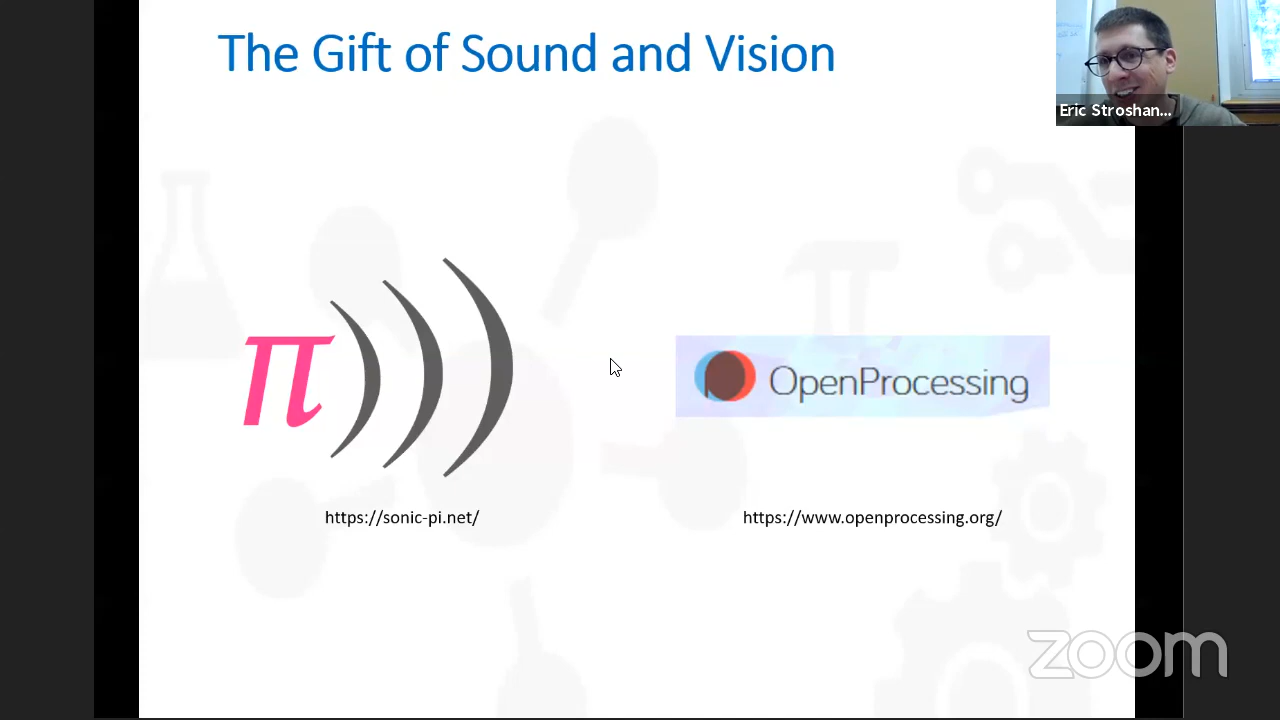 The Gift of Sound and Vision
Eric Stroshan...
π
OpenProcessing
https://sonic-pi.net/
https://www.openprocessing.org/
zoom